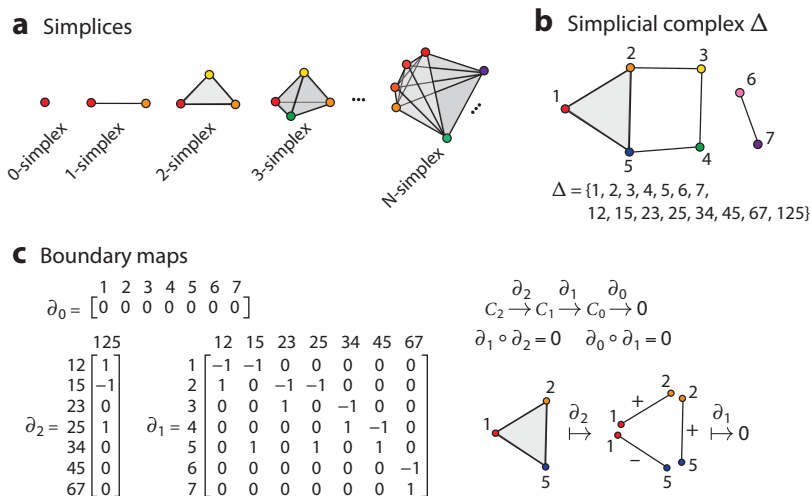 a Simplices
0-simplex
1-simplex
2-simplex
3-simplex
...
N-simplex
...
b Simplicial complex Δ
1
2
3
4
5
6
7
Δ = {1, 2, 3, 4, 5, 6, 7,
12, 15, 23, 25, 34, 45, 67, 125}
c Boundary maps
1 2 3 4 5 6 7
∂0 = [0 0 0 0 0 0 0]
125
12 1
15 −1
23 0
∂2 = 25 1
34 0
45 0
67 0
12 15 23 25 34 45 67
1 −1 −1 0 0 0 0 0
2 1 0 −1 −1 0 0 0
3 0 0 1 0 −1 0 0
∂1 = 4 0 0 0 0 1 −1 0
5 0 1 0 1 0 1 0
6 0 0 0 0 0 0 −1
7 0 0 0 0 0 0 1
∂2 ∂1 ∂0
C2 → C1 → C0 → 0
∂1 ∘ ∂2 = 0 ∂0 ∘ ∂1 = 0
1
2
5
∂2
↦
1
+
2
2
1
−
5
+
5
∂1
↦ 0